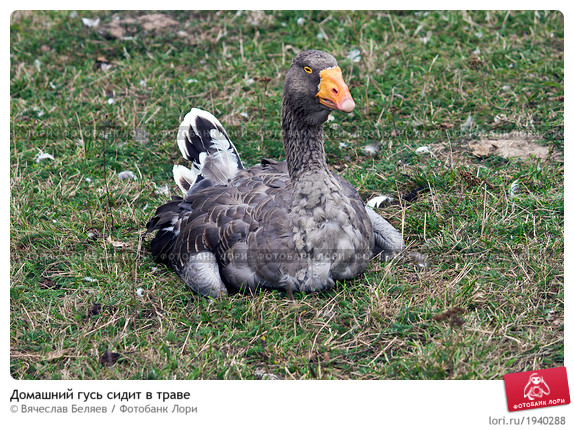 Домашний гусь сидит в траве
© Вячеслав Беляев / Фотобанк Лори
ФОТОБАНК ЛОРИ
lori.ru/1940288